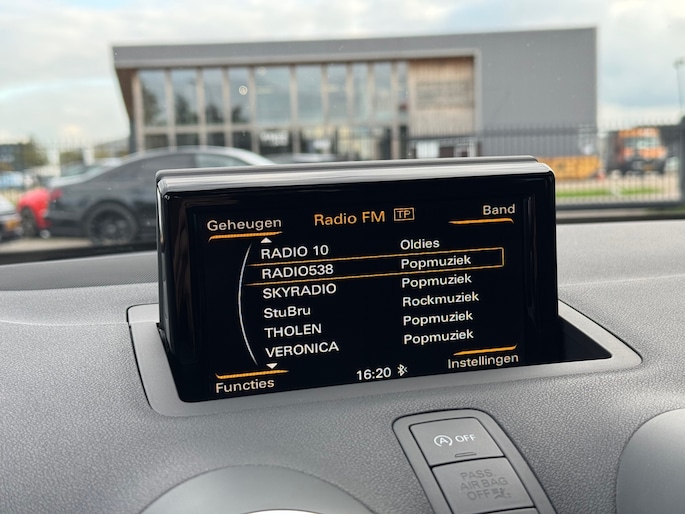 Geheugen
Radio FM TP
Band
RADIO 10 Oldies
RADIO538 Popmuziek
SKYRADIO Popmuziek
StuBru Rockmuziek
THOLEN Popmuziek
VERONICA Popmuziek
Functies
16:20
Instellingen
A OFF
PASS.
AIR BAG
OFF